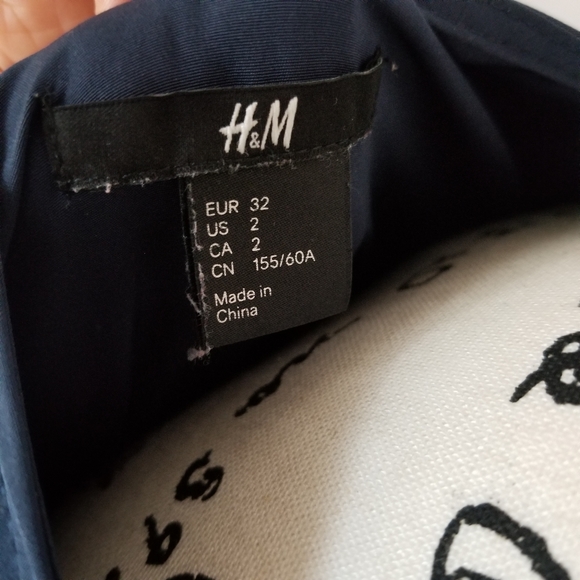 H&M
EUR 32
US 2
CA 2
CN 155/60A
Made in
China